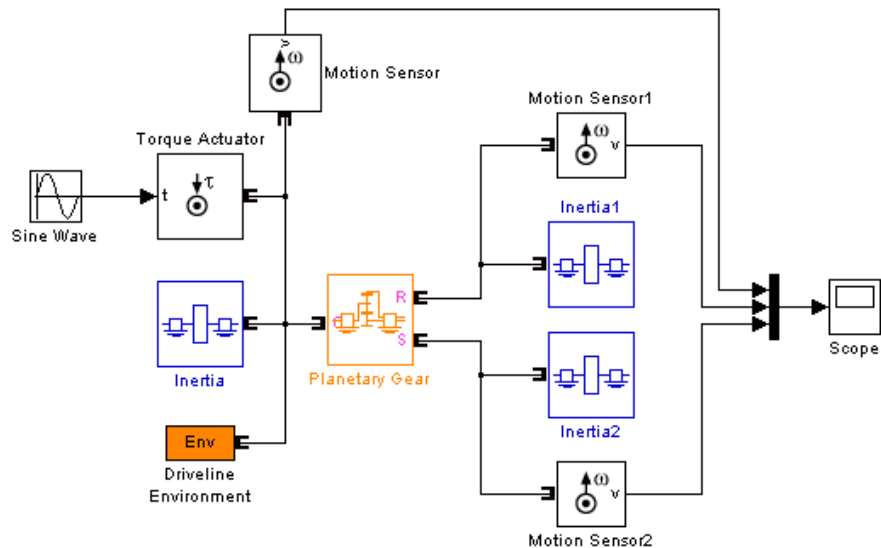 v
ω
Motion Sensor
Motion Sensor1
ω
v
Torque Actuator
t
τ
Sine Wave
Inertia1
R
C
S
Inertia
Planetary Gear
Scope
Inertia2
Env
Driveline
Environment
ω
v
Motion Sensor2